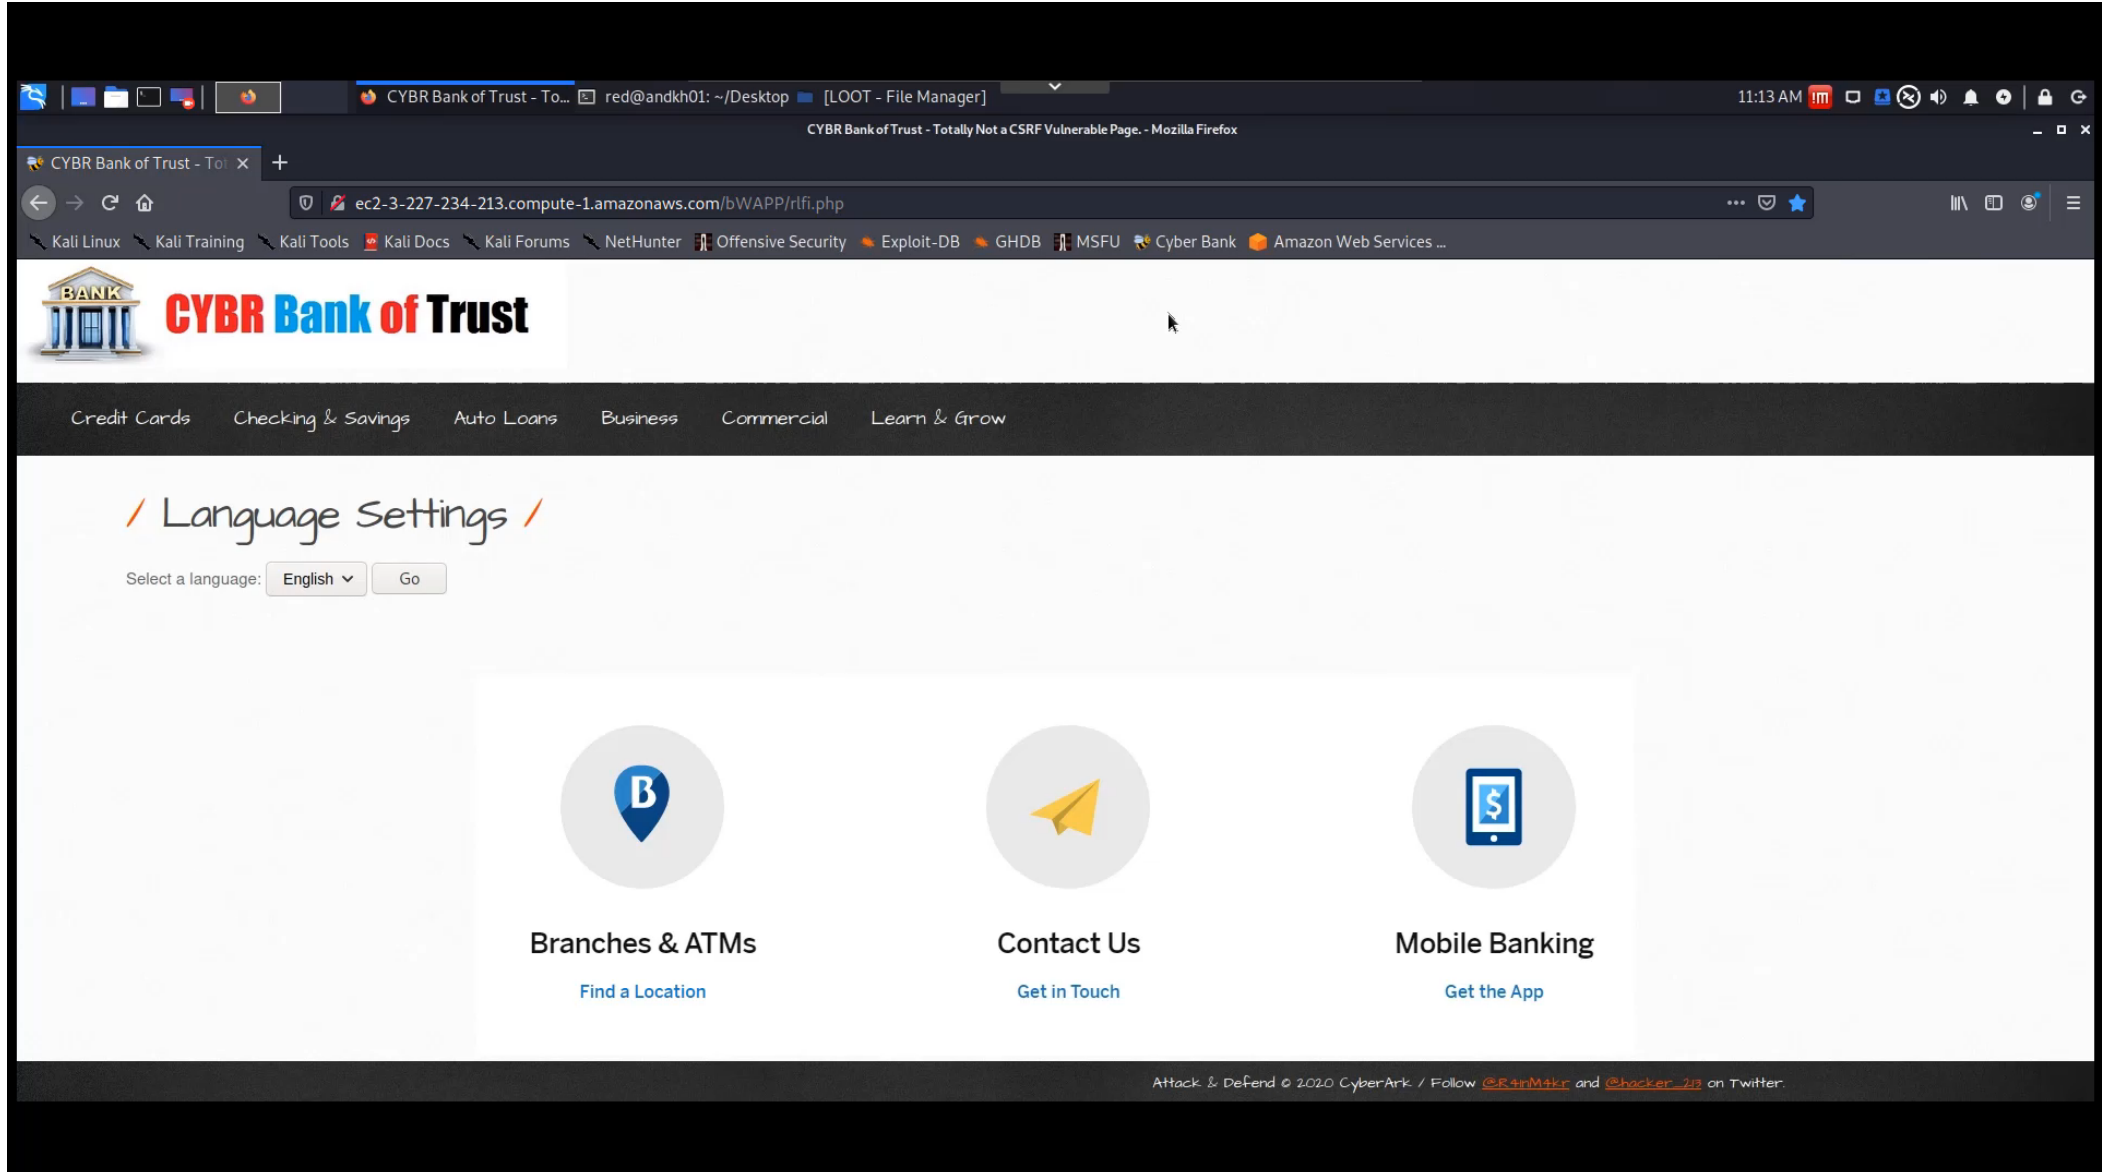 CYBR Bank of Trust - To... red@andkh01: ~/Desktop [LOOT - File Manager] 11:13 AM !m
CYBR Bank of Trust - Totally Not a CSRF Vulnerable Page. - Mozilla Firefox
CYBR Bank of Trust - Tot
ec2-3-227-234-213.compute-1.amazonaws.com/bWAPP/rlfi.php
Kali Linux Kali Training Kali Tools Kali Docs Kali Forums NetHunter Offensive Security Exploit-DB GHDB MSFU Cyber Bank Amazon Web Services ...
BANK
CYBR Bank of Trust
Credit Cards Checking & Savings Auto Loans Business Commercial Learn & Grow
/ Language Settings /
Select a language: English Go
B $
Branches & ATMs Contact Us Mobile Banking
Find a Location Get in Touch Get the App
Attack & Defend © 2020 CyberArk / Follow @R4inM4kr and @hacker_213 on Twitter.